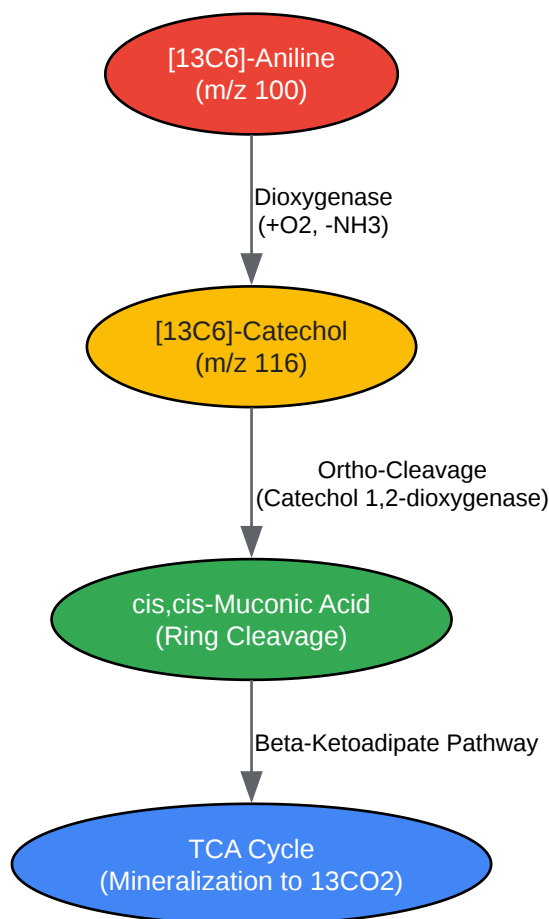 [13C6]-Aniline
(m/z 100)
Dioxygenase
(+O2, -NH3)
[13C6]-Catechol
(m/z 116)
Ortho-Cleavage
(Catechol 1,2-dioxygenase)
cis,cis-Muconic Acid
(Ring Cleavage)
Beta-Ketoadipate Pathway
TCA Cycle
(Mineralization to 13CO2)